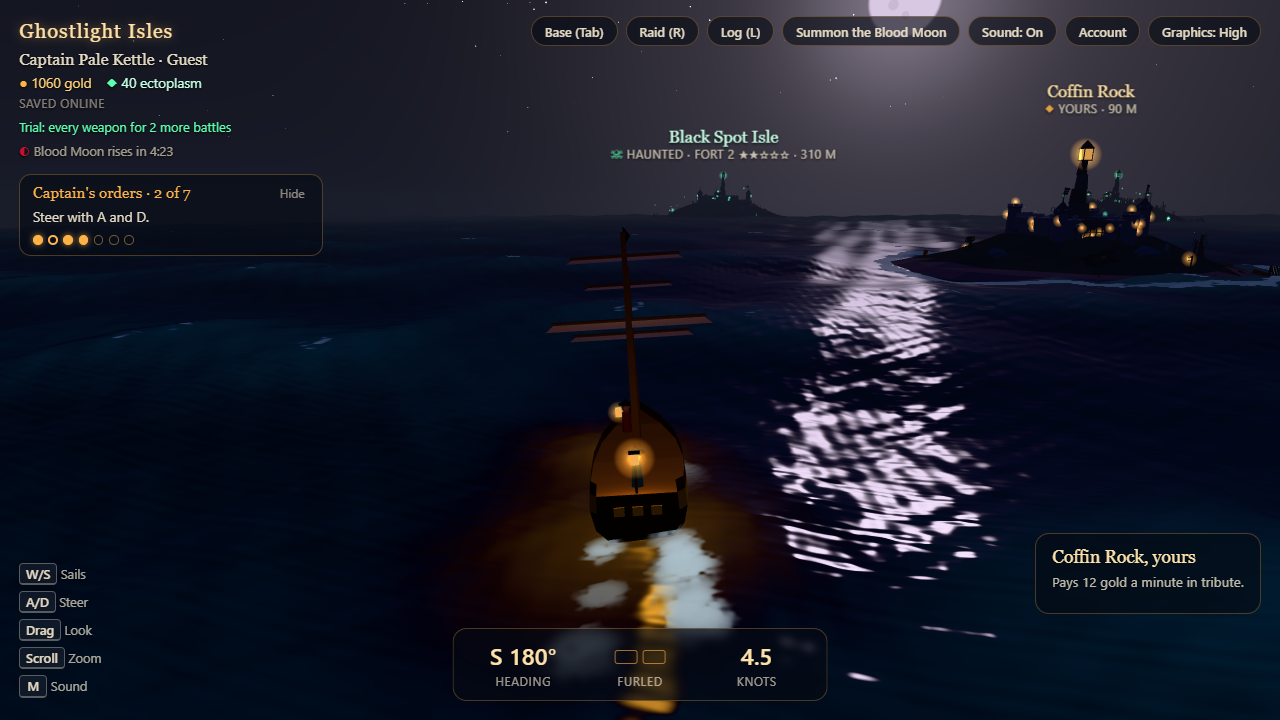 Ghostlight Isles
Captain Pale Kettle · Guest
1060 gold 40 ectoplasm
SAVED ONLINE
Trial: every weapon for 2 more battles
Blood Moon rises in 4:23
Captain's orders · 2 of 7 Hide
Steer with A and D.
Base (Tab) Raid (R) Log (L) Summon the Blood Moon Sound: On Account Graphics: High
Coffin Rock
YOURS · 90 M
Black Spot Isle
HAUNTED · FORT 2 ★★☆☆☆ · 310 M
Coffin Rock, yours
Pays 12 gold a minute in tribute.
W/S Sails
A/D Steer
Drag Look
Scroll Zoom
M Sound
S 180° 4.5
HEADING FURLED KNOTS